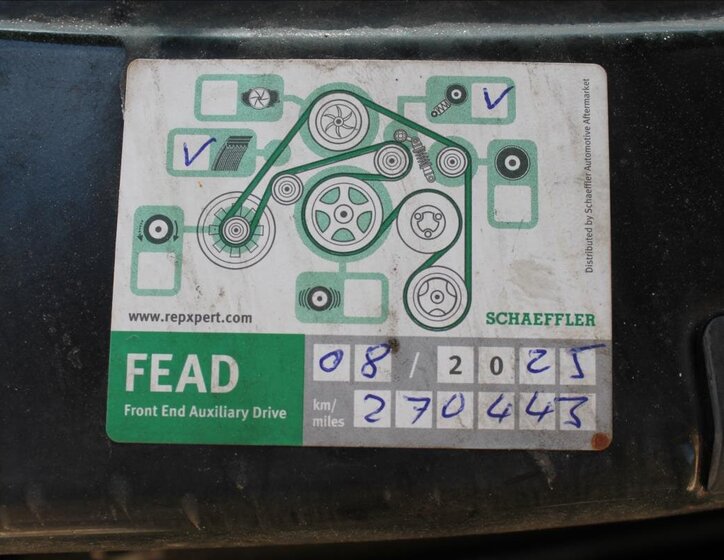 ✓
✓
Distributed by Schaeffler Automotive Aftermarket
www.repxpert.com
SCHAEFFLER
FEAD
Front End Auxiliary Drive
08 / 2025
km/
miles
270443